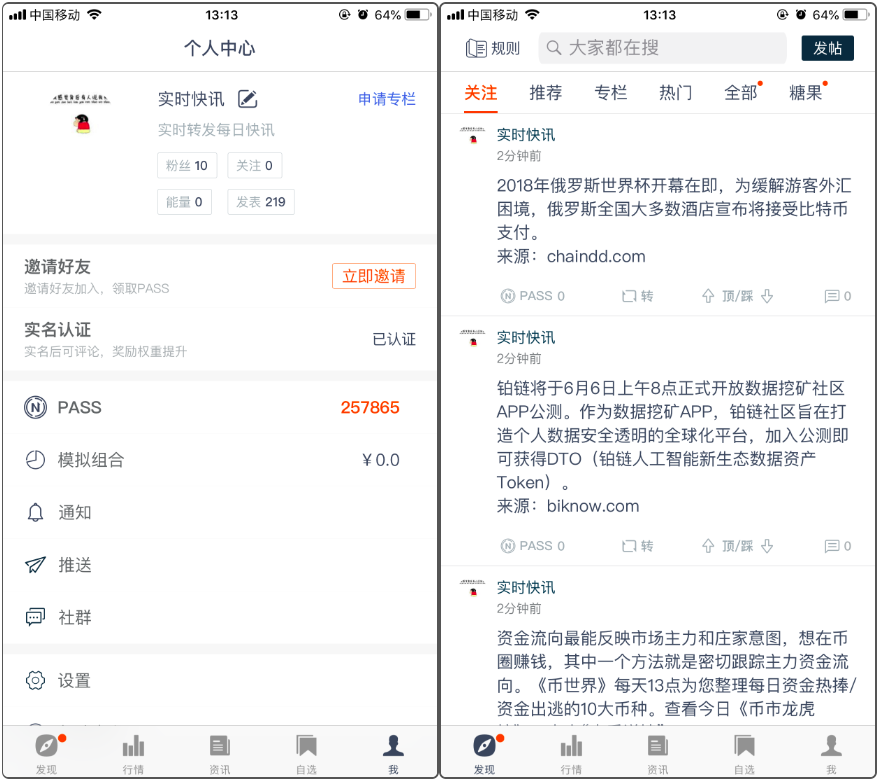 中国移动
13:13
64%
个人中心
实时快讯
申请专栏
实时转发每日快讯
粉丝 10
关注 0
能量 0
发表 219
邀请好友
邀请好友加入，领取PASS
立即邀请
实名认证
实名后可评论，奖励权重提升
已认证
PASS
257865
模拟组合
¥0.0
通知
推送
社群
设置
发现
行情
资讯
自选
我
中国移动
13:13
64%
规则
大家都在搜
发帖
关注
推荐
专栏
热门
全部
糖果
实时快讯
2分钟前
2018年俄罗斯世界杯开幕在即，为缓解游客外汇
困境，俄罗斯全国大多数酒店宣布将接受比特币
支付。
来源：chaindd.com
PASS 0
转
顶/踩
0
实时快讯
2分钟前
铂链将于6月6日上午8点正式开放数据挖矿社区
APP公测。作为数据挖矿APP，铂链社区旨在打
造个人数据安全透明的全球化平台，加入公测即
可获得DTO（铂链人工智能新生态数据资产
Token）。
来源：biknow.com
PASS 0
转
顶/踩
0
实时快讯
2分钟前
资金流向最能反映市场主力和庄家意图，想在币
圈赚钱，其中一个方法就是密切跟踪主力资金流
向。《币世界》每天13点为您整理每日资金热捧/
资金出逃的10大币种。查看今日《币市龙虎
发现
行情
资讯
自选
我